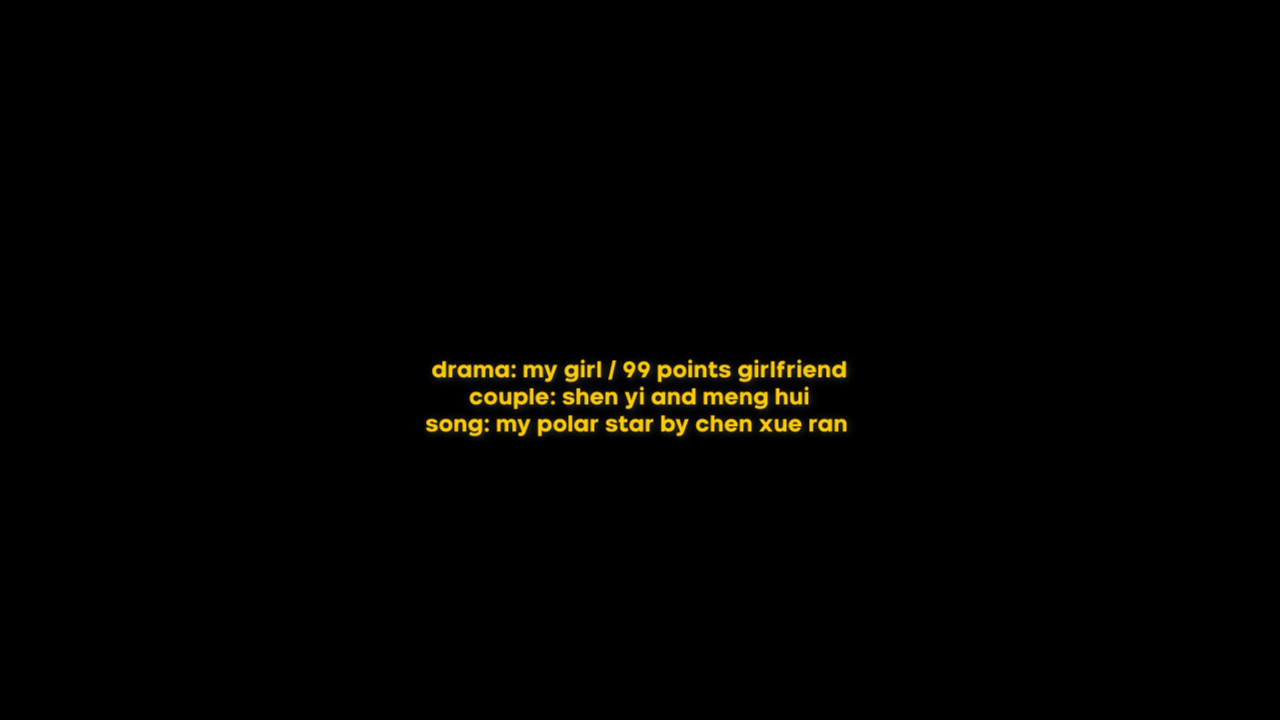 drama: my girl / 99 points girlfriend
couple: shen yi and meng hui
song: my polar star by chen xue ran